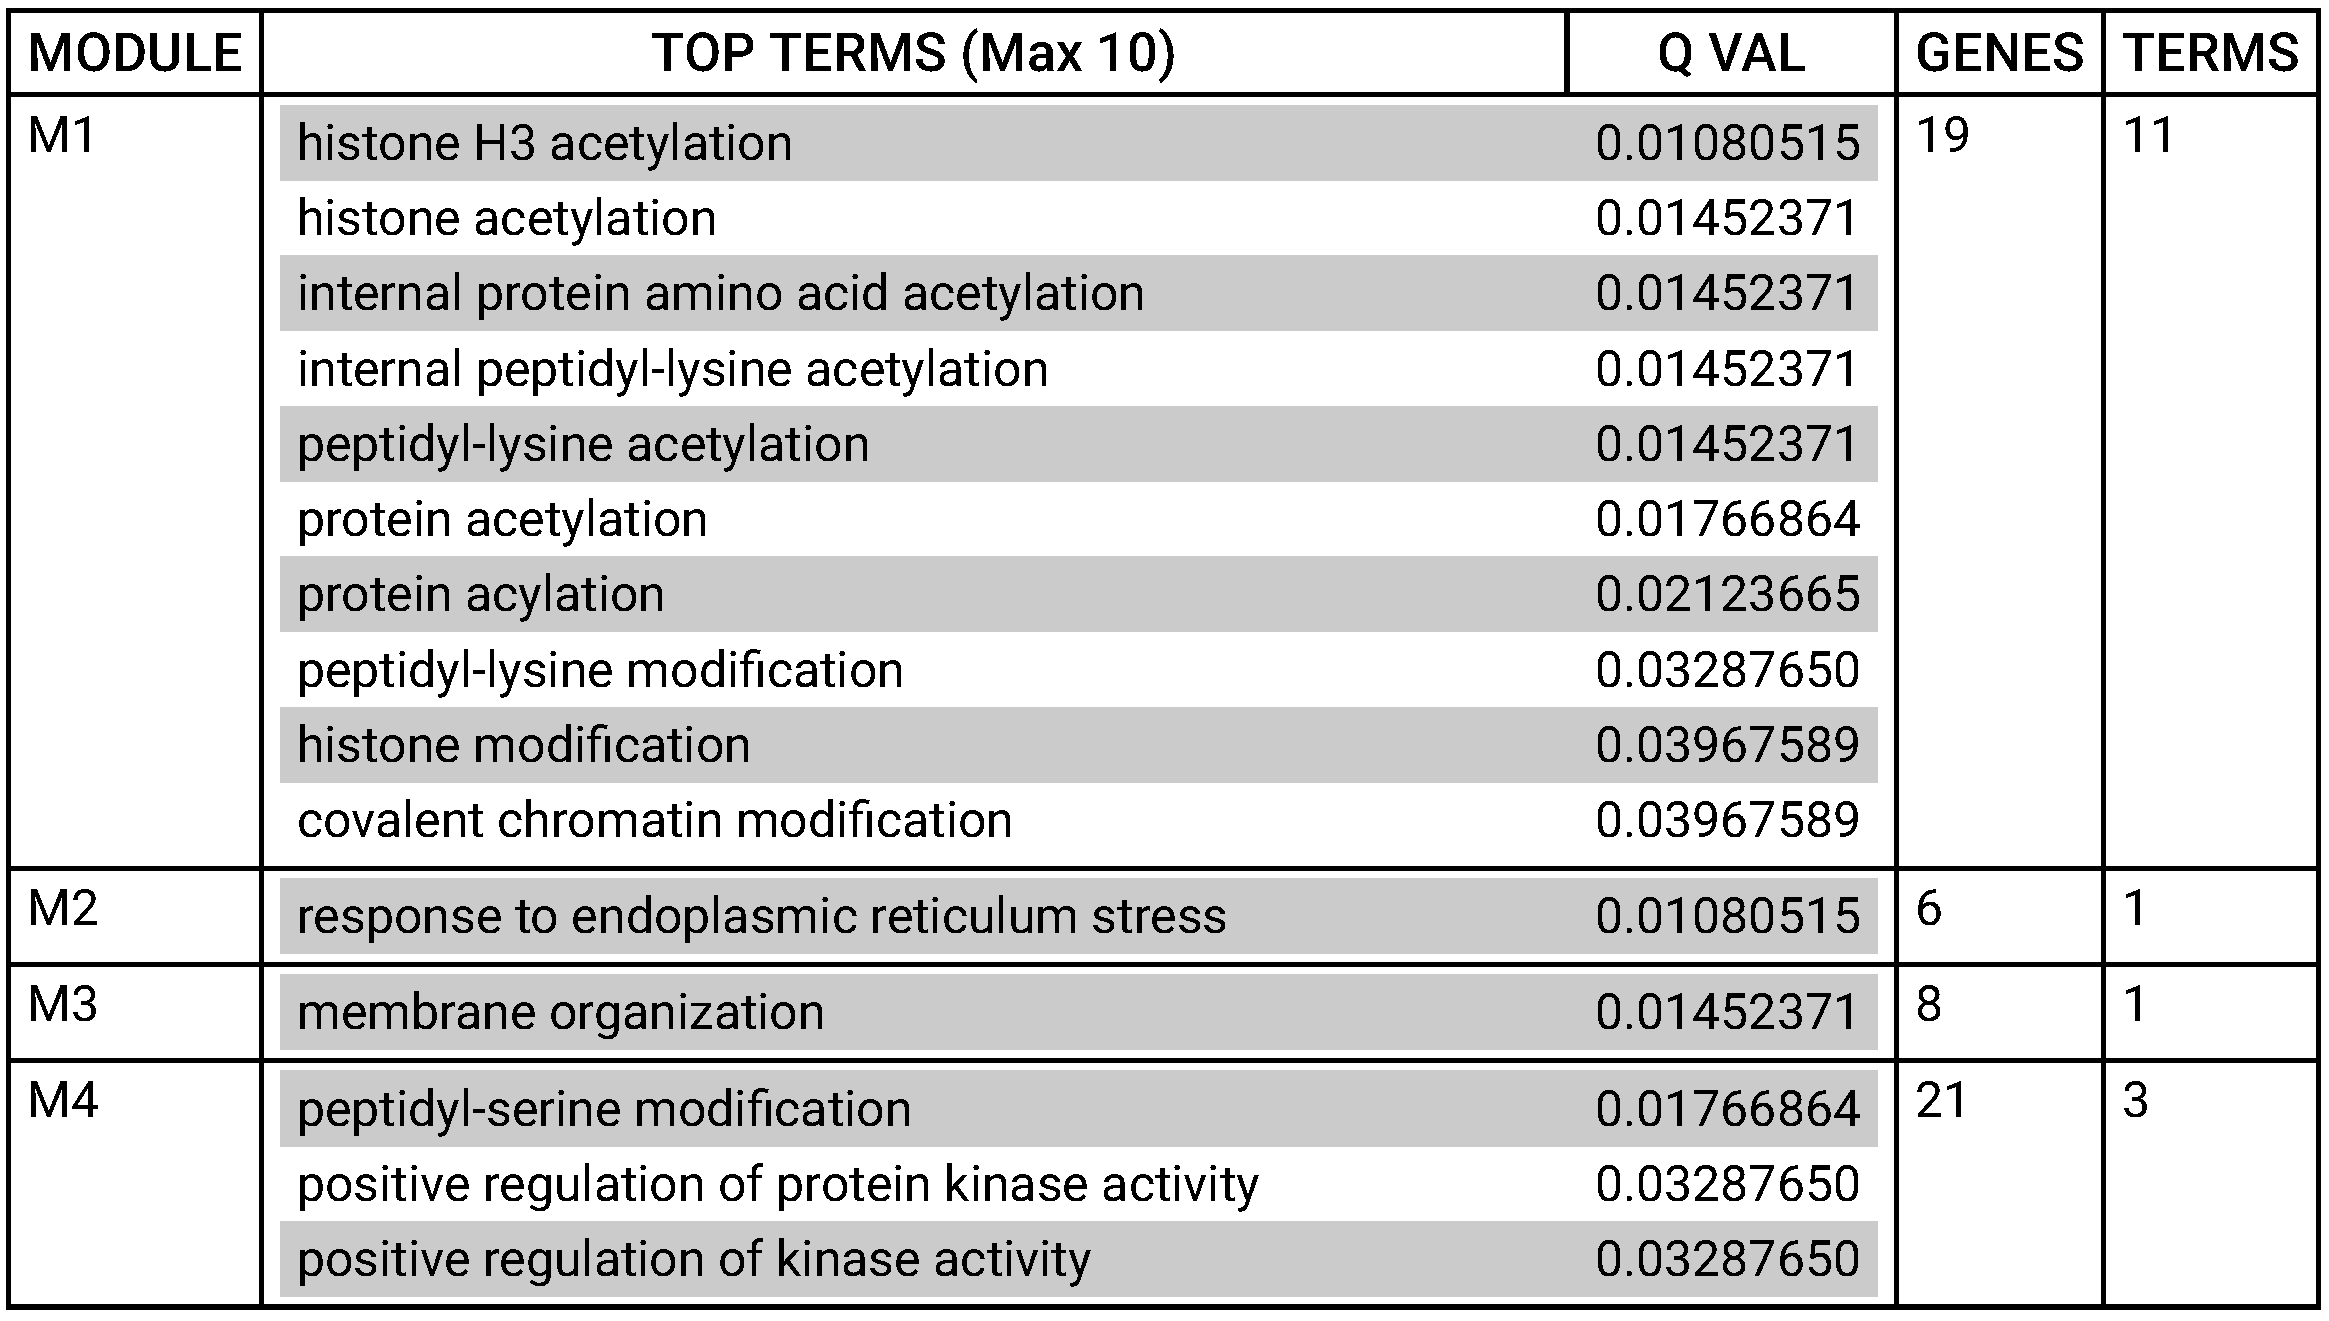 MODULE TOP TERMS (Max 10) Q VAL GENES TERMS
M1 histone H3 acetylation 0.01080515 19 11
histone acetylation 0.01452371
internal protein amino acid acetylation 0.01452371
internal peptidyl-lysine acetylation 0.01452371
peptidyl-lysine acetylation 0.01452371
protein acetylation 0.01766864
protein acylation 0.02123665
peptidyl-lysine modification 0.03287650
histone modification 0.03967589
covalent chromatin modification 0.03967589
M2 response to endoplasmic reticulum stress 0.01080515 6 1
M3 membrane organization 0.01452371 8 1
M4 peptidyl-serine modification 0.01766864 21 3
positive regulation of protein kinase activity 0.03287650
positive regulation of kinase activity 0.03287650